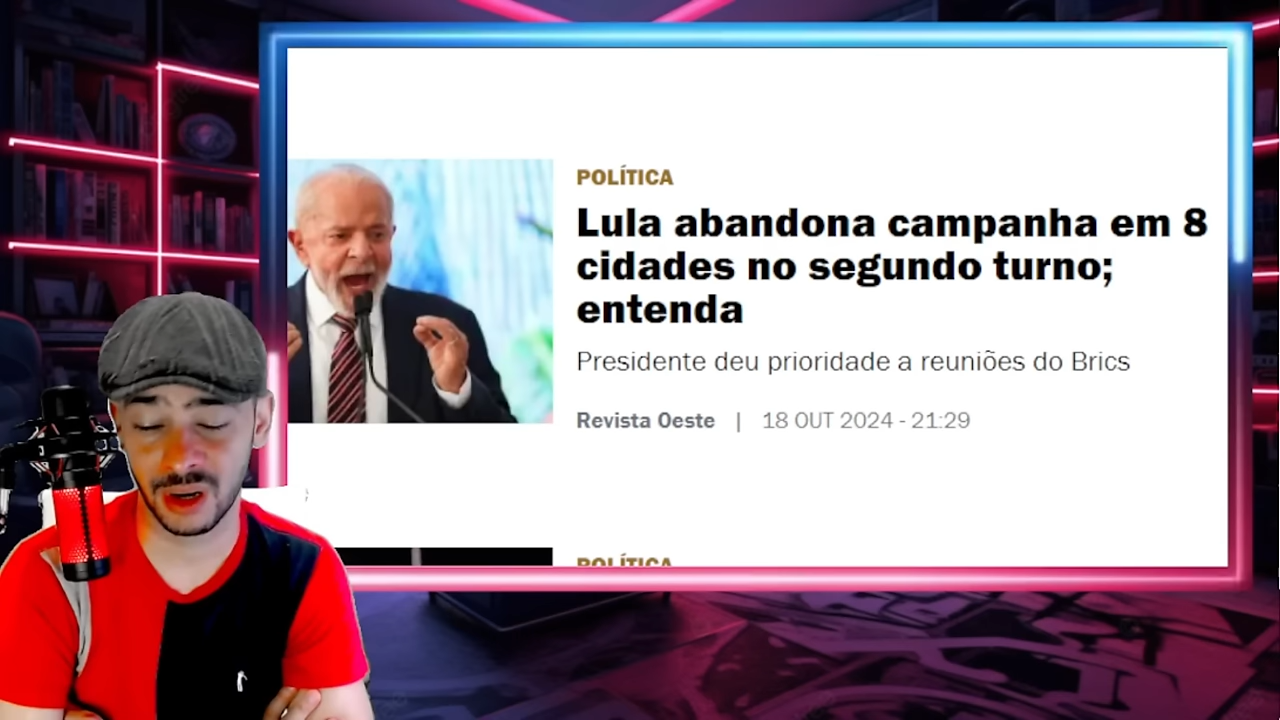 POLÍTICA
Lula abandona campanha em 8
cidades no segundo turno;
entenda
Presidente deu prioridade a reuniões do Brics
Revista Oeste | 18 OUT 2024 - 21:29
POLÍTICA